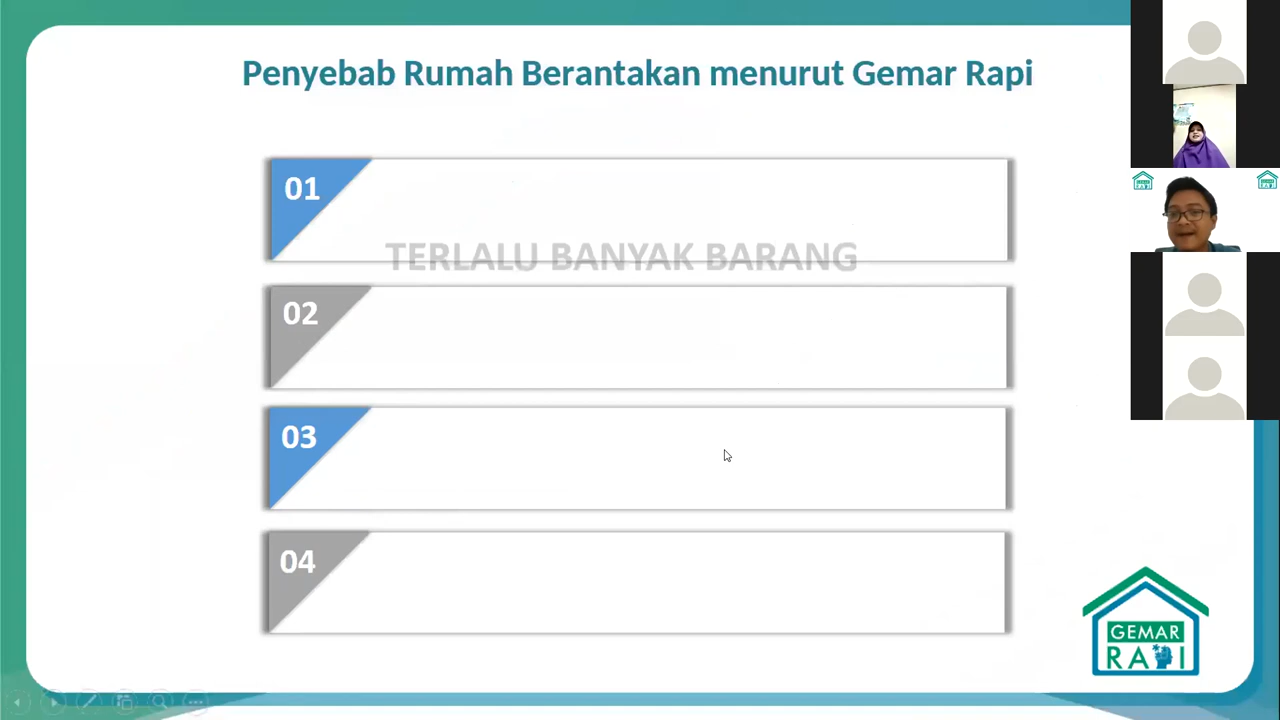 Penyebab Rumah Berantakan menurut Gemar Rapi
01
TERLALU BANYAK BARANG
02
03
04
GEMAR
RAPI